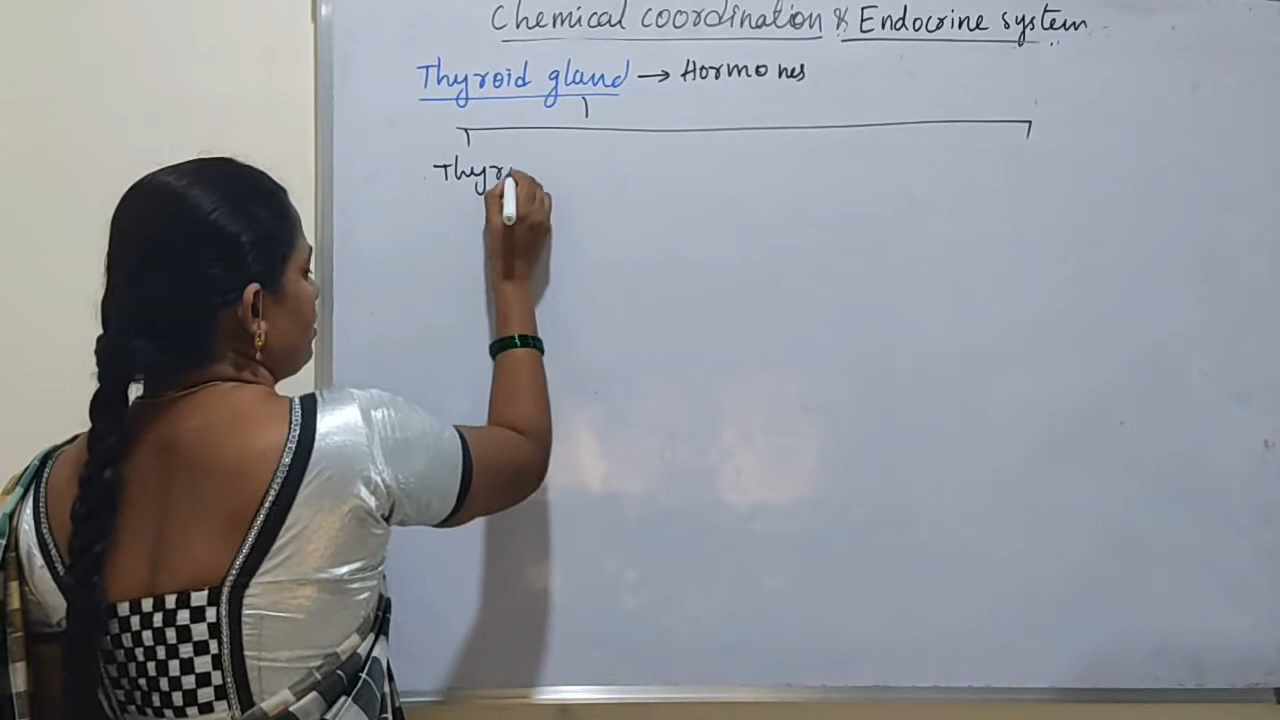 Chemical coordination & Endocrine system
Thyroid gland → Hormones
Thyr